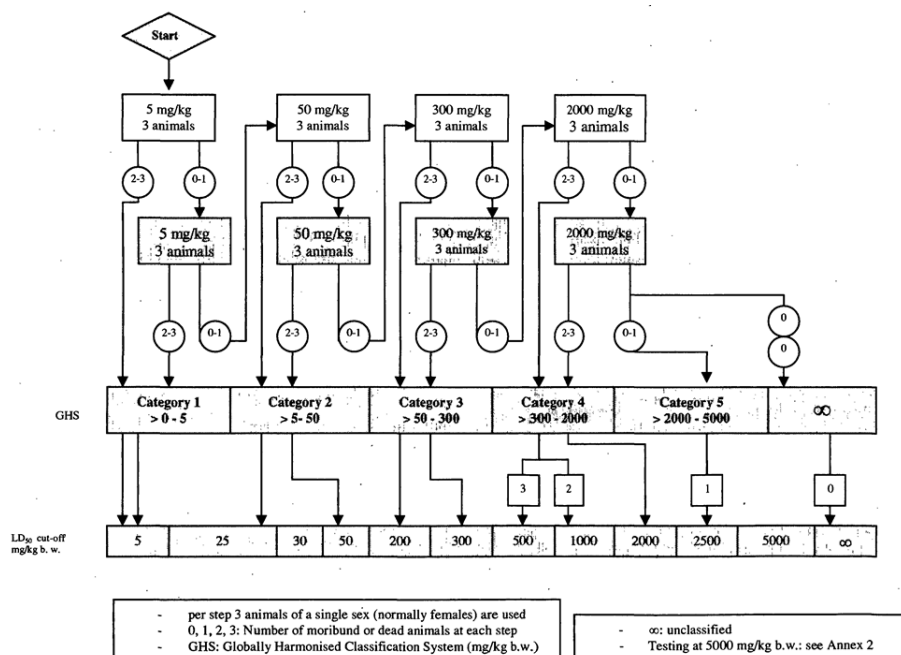 Start
5 mg/kg
3 animals
50 mg/kg
3 animals
300 mg/kg
3 animals
2000 mg/kg
3 animals
2-3
0-1
2-3
0-1
2-3
0-1
2-3
0-1
5 mg/kg
3 animals
50 mg/kg
3 animals
300 mg/kg
3 animals
2000 mg/kg
3 animals
0
2-3
0-1
2-3
0-1
2-3
0-1
2-3
0-1
0
GHS
Category 1
> 0 - 5
Category 2
> 5- 50
Category 3
> 50 - 300
Category 4
> 300 - 2000
Category 5
> 2000 - 5000
∞
3
2
1
0
LD50 cut-off
mg/kg b. w.
5
25
30
50
200
300
500
1000
2000
2500
5000
∞
- per step 3 animals of a single sex (normally females) are used
- 0, 1, 2, 3: Number of moribund or dead animals at each step
- GHS: Globally Harmonised Classification System (mg/kg b.w.)
- ∞: unclassified
- Testing at 5000 mg/kg b.w.: see Annex 2